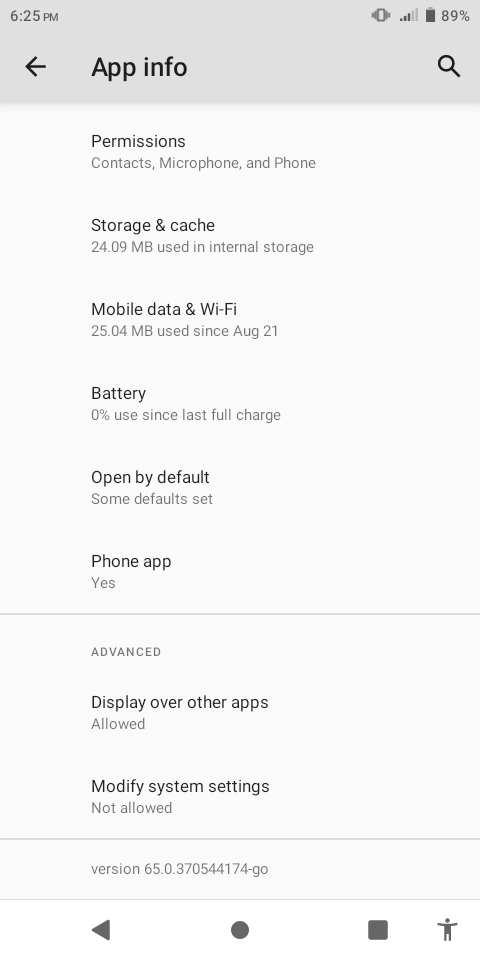 6:25 PM 89%
App info
Permissions
Contacts, Microphone, and Phone
Storage & cache
24.09 MB used in internal storage
Mobile data & Wi-Fi
25.04 MB used since Aug 21
Battery
0% use since last full charge
Open by default
Some defaults set
Phone app
Yes
ADVANCED
Display over other apps
Allowed
Modify system settings
Not allowed
version 65.0.370544174-go